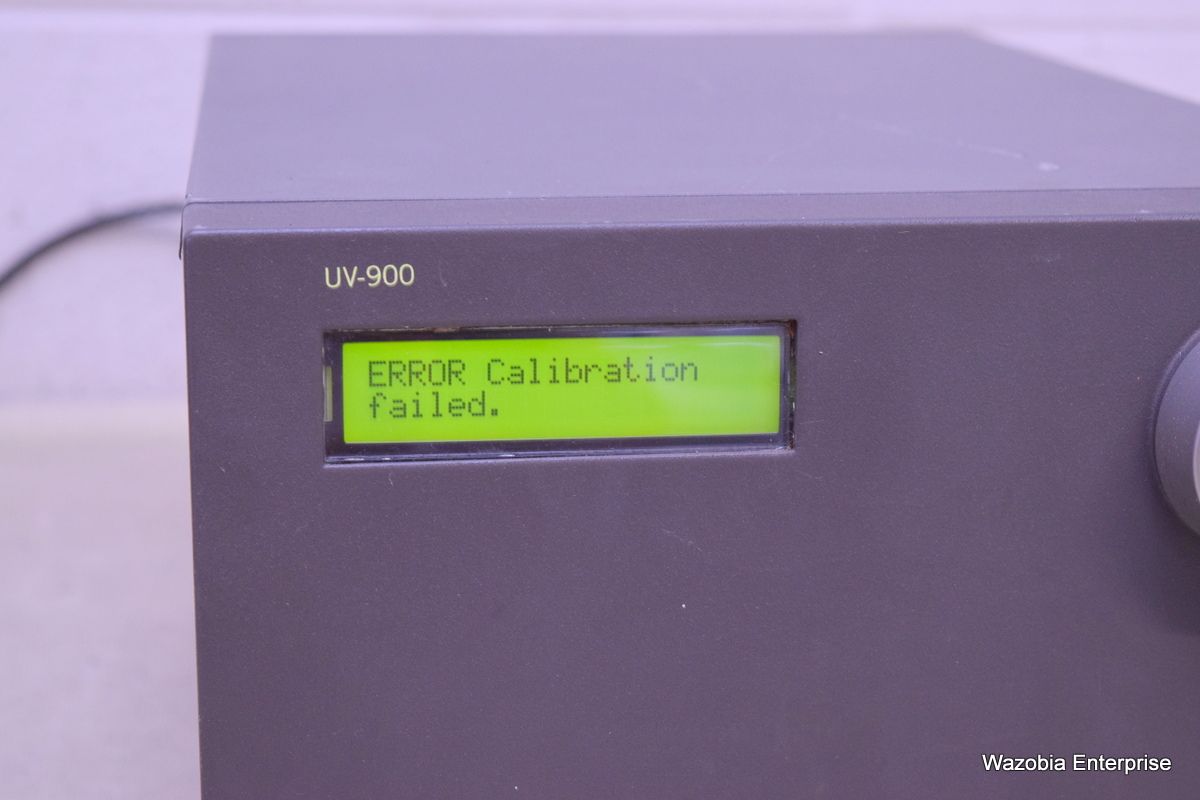 UV-900
ERROR Calibration
failed.
Wazobia Enterprise